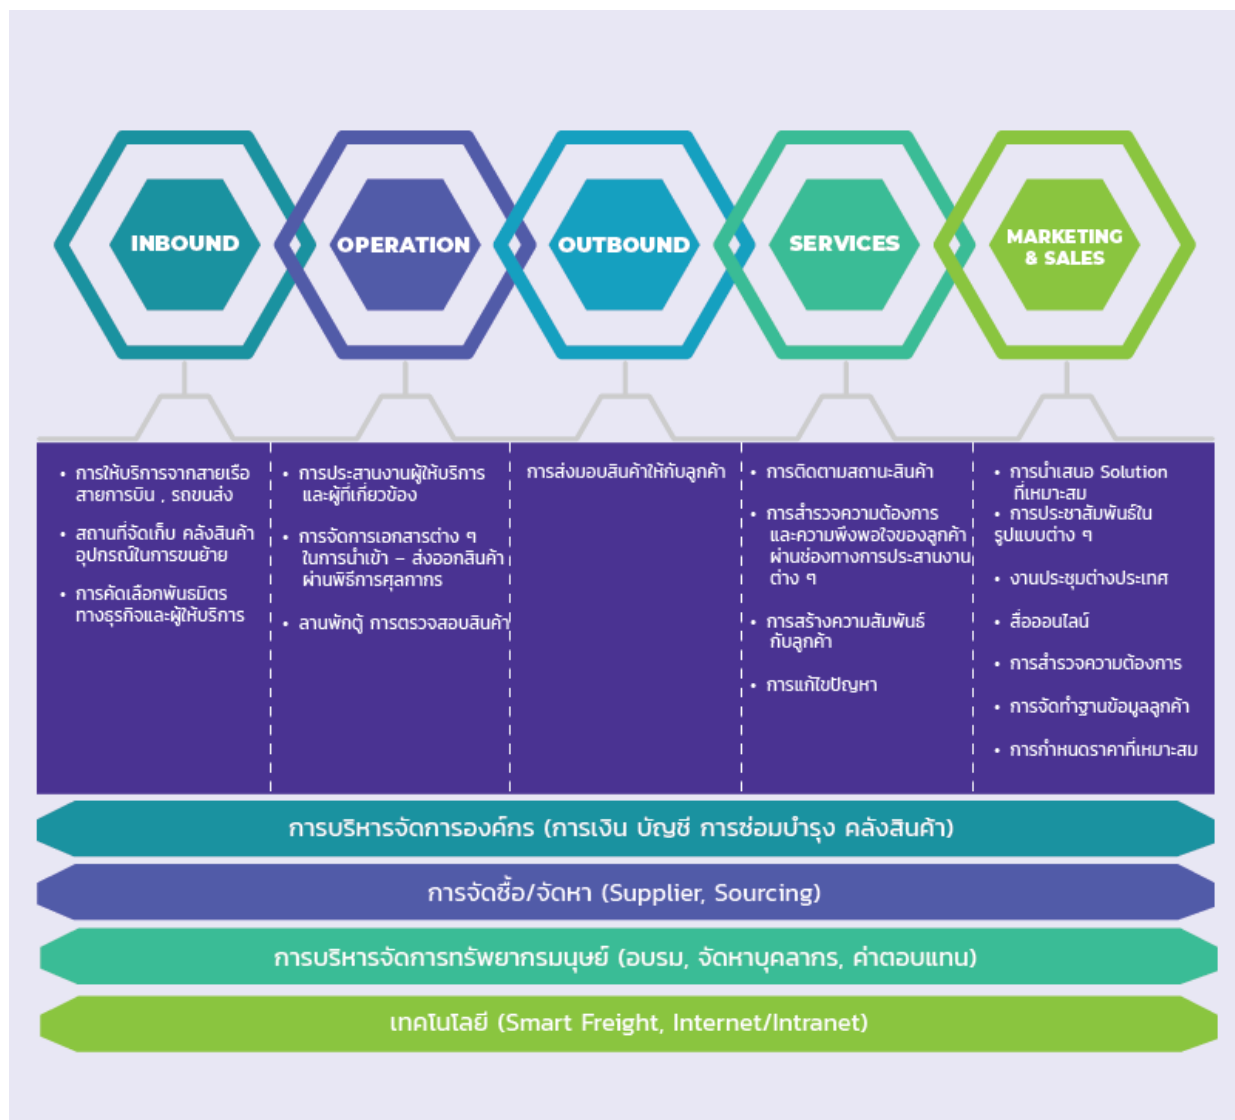 INBOUND
OPERATION
OUTBOUND
SERVICES
MARKETING
& SALES
• การให้บริการจากสายเรือ
สายการบิน , รถขนส่ง
• สถานที่จัดเก็บ คลังสินค้า
อุปกรณ์ในการขนย้าย
• การคัดเลือกพันธมิตร
ทางธุรกิจและผู้ให้บริการ
• การประสานงานผู้ให้บริการ
และผู้ที่เกี่ยวข้อง
• การจัดการเอกสารต่าง ๆ
ในการนำเข้า – ส่งออกสินค้า
ผ่านพิธีการศุลกากร
• ลานพักตู้ การตรวจสอบสินค้า
การส่งมอบสินค้าให้กับลูกค้า
• การติดตามสถานะสินค้า
• การสำรวจความต้องการ
และความพึงพอใจของลูกค้า
ผ่านช่องทางการประสานงาน
ต่าง ๆ
• การสร้างความสัมพันธ์
กับลูกค้า
• การแก้ไขปัญหา
• การนำเสนอ Solution
ที่เหมาะสม
• การประชาสัมพันธ์ใน
รูปแบบต่าง ๆ
• งานประชุมต่างประเทศ
• สื่อออนไลน์
• การสำรวจความต้องการ
• การจัดทำฐานข้อมูลลูกค้า
• การกำหนดราคาที่เหมาะสม
การบริหารจัดการองค์กร (การเงิน บัญชี การซ่อมบำรุง คลังสินค้า)
การจัดซื้อ/จัดหา (Supplier, Sourcing)
การบริหารจัดการทรัพยากรมนุษย์ (อบรม, จัดหาบุคลากร, ค่าตอบแทน)
เทคโนโลยี (Smart Freight, Internet/Intranet)